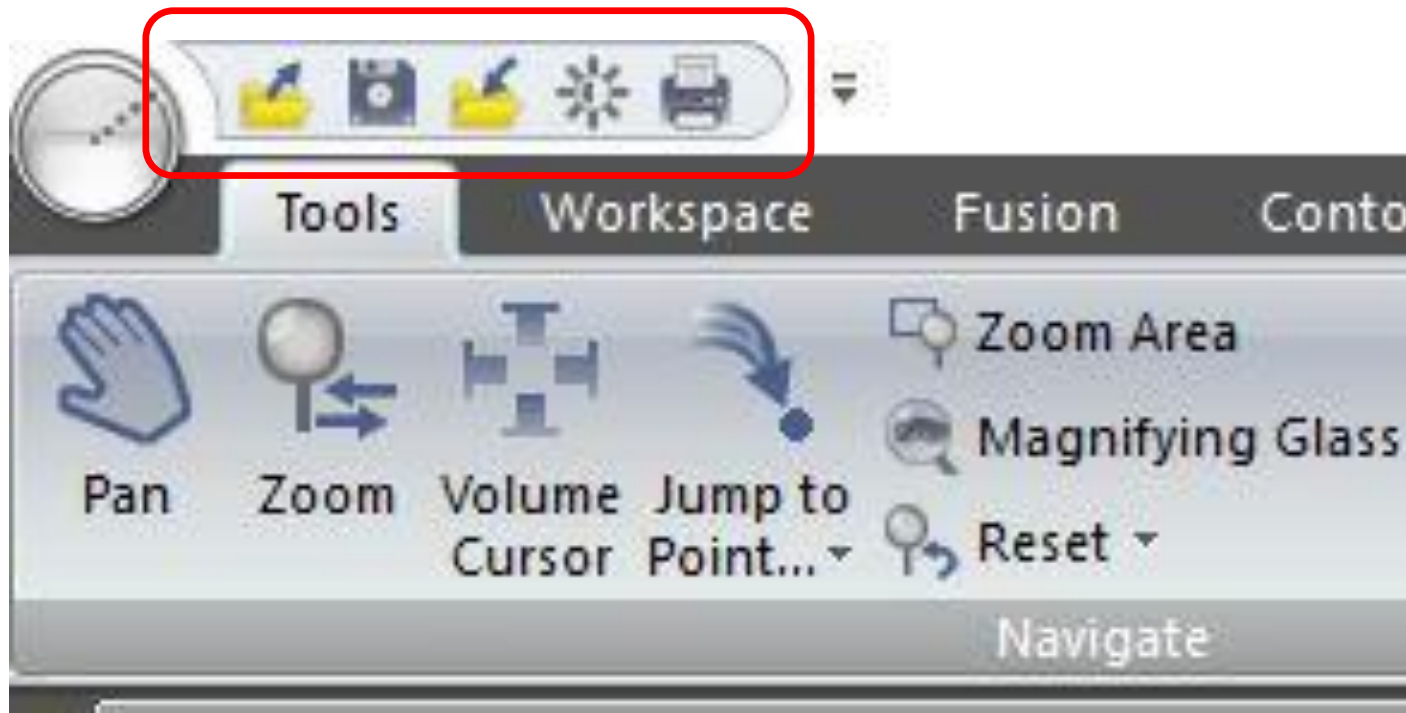 Tools Workspace Fusion Conto
Zoom Area
Magnifying Glass
Pan Zoom Volume Cursor Jump to Point...
Reset
Navigate